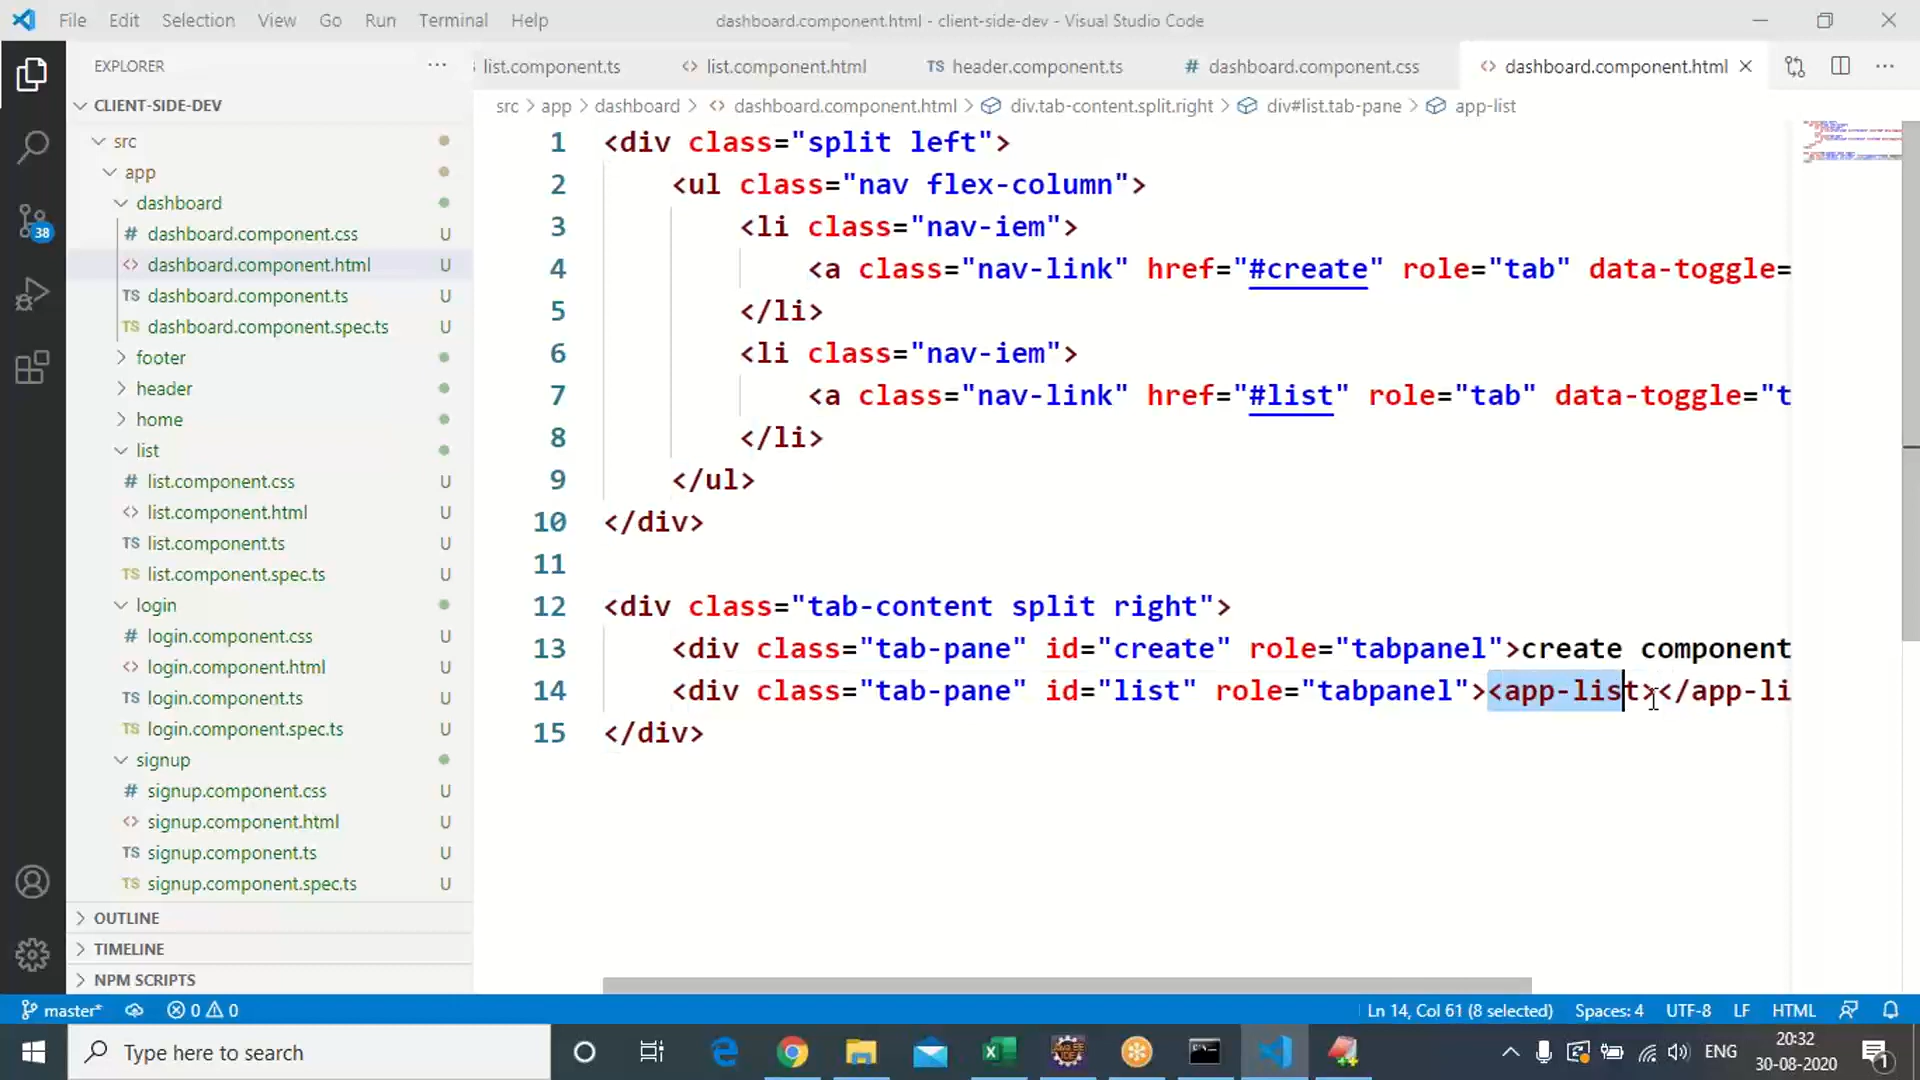 File Edit Selection View Go Run Terminal Help
dashboard.component.html - client-side-dev - Visual Studio Code
EXPLORER
CLIENT-SIDE-DEV
src
app
dashboard
dashboard.component.css U
dashboard.component.html U
TS dashboard.component.ts U
TS dashboard.component.spec.ts U
footer
header
home
list
list.component.css U
list.component.html U
TS list.component.ts U
TS list.component.spec.ts U
login
login.component.css U
login.component.html U
TS login.component.ts U
TS login.component.spec.ts U
signup
signup.component.css U
signup.component.html U
TS signup.component.ts U
TS signup.component.spec.ts U
OUTLINE
TIMELINE
NPM SCRIPTS
38
list.component.ts <> list.component.html TS header.component.ts # dashboard.component.css <> dashboard.component.html
src > app > dashboard > <> dashboard.component.html > div.tab-content.split.right > div#list.tab-pane > app-list
1 <div class="split left">
2 <ul class="nav flex-column">
3 <li class="nav-iem">
4 <a class="nav-link" href="#create" role="tab" data-toggle=
5 </li>
6 <li class="nav-iem">
7 <a class="nav-link" href="#list" role="tab" data-toggle="t
8 </li>
9 </ul>
10 </div>
11
12 <div class="tab-content split right">
13 <div class="tab-pane" id="create" role="tabpanel">create component
14 <div class="tab-pane" id="list" role="tabpanel"><app-list></app-li
15 </div>
master* 0 0 Ln 14, Col 61 (8 selected) Spaces: 4 UTF-8 LF HTML
Type here to search
ENG
20:32
30-08-2020
1